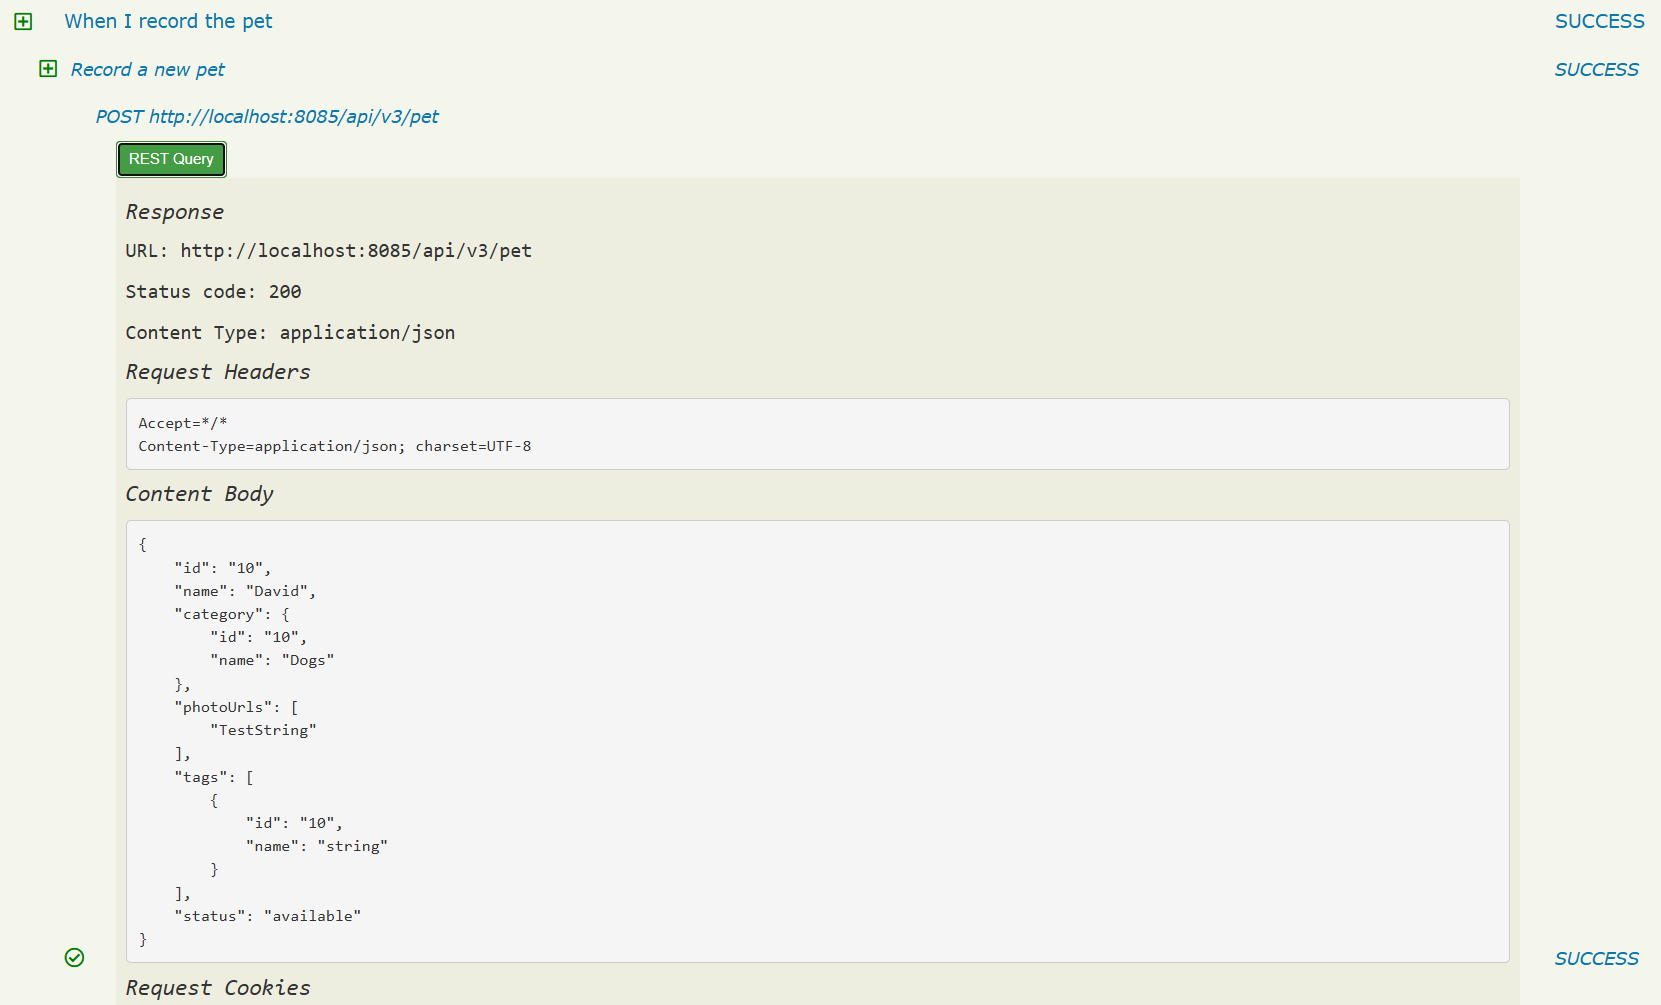 When I record the pet SUCCESS
Record a new pet SUCCESS
POST http://localhost:8085/api/v3/pet
REST Query
Response
URL: http://localhost:8085/api/v3/pet
Status code: 200
Content Type: application/json
Request Headers
Accept=*/*
Content-Type=application/json; charset=UTF-8
Content Body
{
    "id": "10",
    "name": "David",
    "category": {
        "id": "10",
        "name": "Dogs"
    },
    "photoUrls": [
        "TestString"
    ],
    "tags": [
        {
            "id": "10",
            "name": "string"
        }
    ],
    "status": "available"
}
SUCCESS
Request Cookies